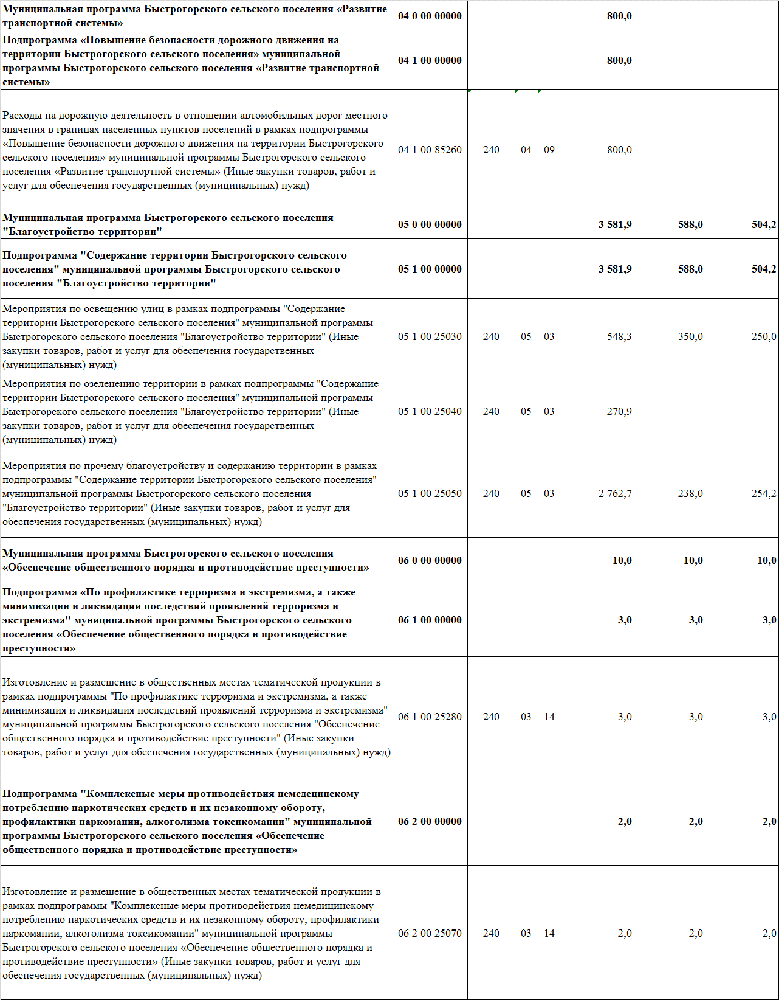 Муниципальная программа Быстрогорского сельского поселения «Развитие
транспортной системы»
04 0 00 00000
800,0
Подпрограмма «Повышение безопасности дорожного движения на
территории Быстрогорского сельского поселения» муниципальной
программы Быстрогорского сельского поселения «Развитие транспортной
системы»
04 1 00 00000
800,0
Расходы на дорожную деятельность в отношении автомобильных дорог местного
значения в границах населенных пунктов поселений в рамках подпрограммы
«Повышение безопасности дорожного движения на территории Быстрогорского
сельского поселения» муниципальной программы Быстрогорского сельского
поселения «Развитие транспортной системы» (Иные закупки товаров, работ и
услуг для обеспечения государственных (муниципальных) нужд)
04 1 00 85260 240 04 09 800,0
Муниципальная программа Быстрогорского сельского поселения
"Благоустройство территории"
05 0 00 00000 3 581,9 588,0 504,2
Подпрограмма "Содержание территории Быстрогорского сельского
поселения" муниципальной программы Быстрогорского сельского
поселения "Благоустройство территории"
05 1 00 00000 3 581,9 588,0 504,2
Мероприятия по освещению улиц в рамках подпрограммы "Содержание
территории Быстрогорского сельского поселения" муниципальной программы
Быстрогорского сельского поселения "Благоустройство территории" (Иные
закупки товаров, работ и услуг для обеспечения государственных
(муниципальных) нужд)
05 1 00 25030 240 05 03 548,3 350,0 250,0
Мероприятия по озеленению территории в рамках подпрограммы "Содержание
территории Быстрогорского сельского поселения" муниципальной программы
Быстрогорского сельского поселения "Благоустройство территории" (Иные
закупки товаров, работ и услуг для обеспечения государственных
(муниципальных) нужд)
05 1 00 25040 240 05 03 270,9
Мероприятия по прочему благоустройству и содержанию территории в рамках
подпрограммы "Содержание территории Быстрогорского сельского поселения"
муниципальной программы Быстрогорского сельского поселения
"Благоустройство территории" (Иные закупки товаров, работ и услуг для
обеспечения государственных (муниципальных) нужд)
05 1 00 25050 240 05 03 2 762,7 238,0 254,2
Муниципальная программа Быстрогорского сельского поселения
«Обеспечение общественного порядка и противодействие преступности»
06 0 00 00000 10,0 10,0 10,0
Подпрограмма «По профилактике терроризма и экстремизма, а также
минимизации и ликвидации последствий проявлений терроризма и
экстремизма" муниципальной программы Быстрогорского сельского
поселения «Обеспечение общественного порядка и противодействие
преступности»
06 1 00 00000 3,0 3,0 3,0
Изготовление и размещение в общественных местах тематической продукции в
рамках подпрограммы "По профилактике терроризма и экстремизма, а также
минимизация и ликвидация последствий проявлений терроризма и экстремизма"
муниципальной программы Быстрогорского сельского поселения "Обеспечение
общественного порядка и противодействие преступности" (Иные закупки
товаров, работ и услуг для обеспечения государственных (муниципальных) нужд)
06 1 00 25280 240 03 14 3,0 3,0 3,0
Подпрограмма "Комплексные меры противодействия немедецинскому
потреблению наркотических средств и их незаконному обороту,
профилактики наркомании, алкоголизма токсикомании" муниципальной
программы Быстрогорского сельского поселения «Обеспечение
общественного порядка и противодействие преступности»
06 2 00 00000 2,0 2,0 2,0
Изготовление и размещение в общественных местах тематической продукции в
рамках подпрограммы "Комплексные меры противодействия немедицинскому
потреблению наркотических средств и их незаконному обороту, профилактики
наркомании, алкоголизма токсикомании" муниципальной программы
Быстрогорского сельского поселения «Обеспечение общественного порядка и
противодействие преступности» (Иные закупки товаров, работ и услуг для
обеспечения государственных (муниципальных) нужд)
06 2 00 25070 240 03 14 2,0 2,0 2,0